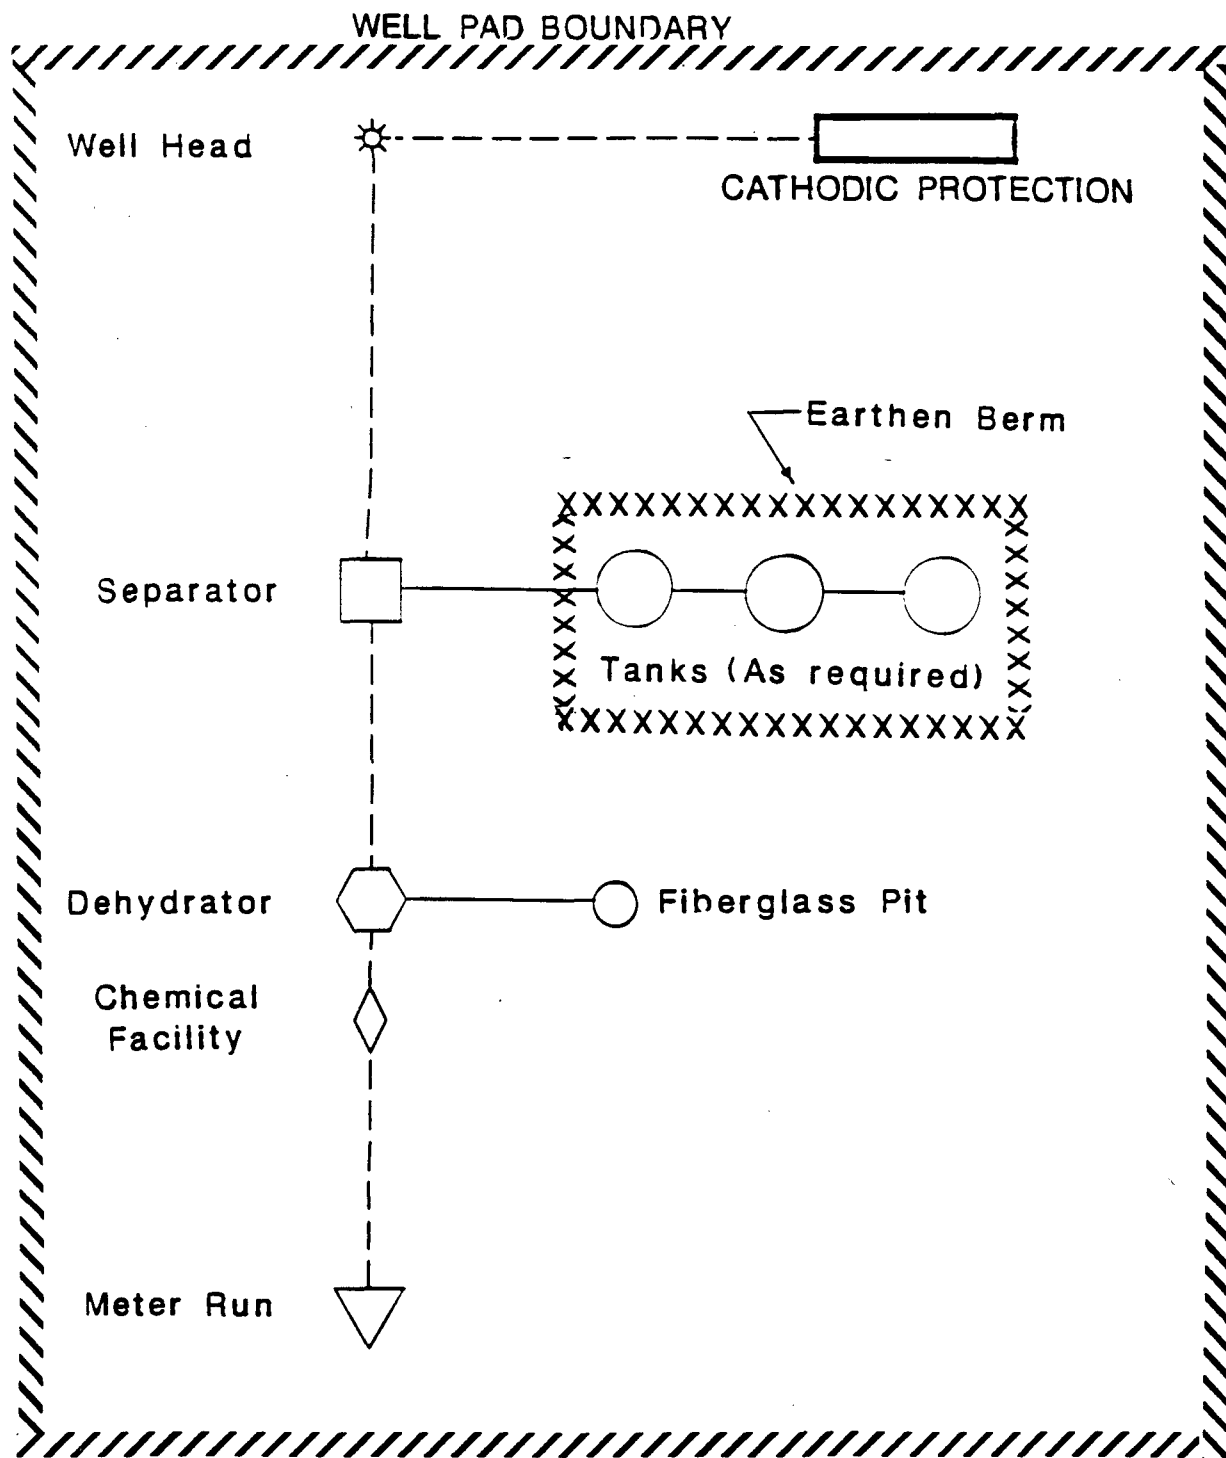 WELL PAD BOUNDARY
Well Head
CATHODIC PROTECTION
Earthen Berm
Separator
Tanks (As required)
Dehydrator
Fiberglass Pit
Chemical
Facility
Meter Run